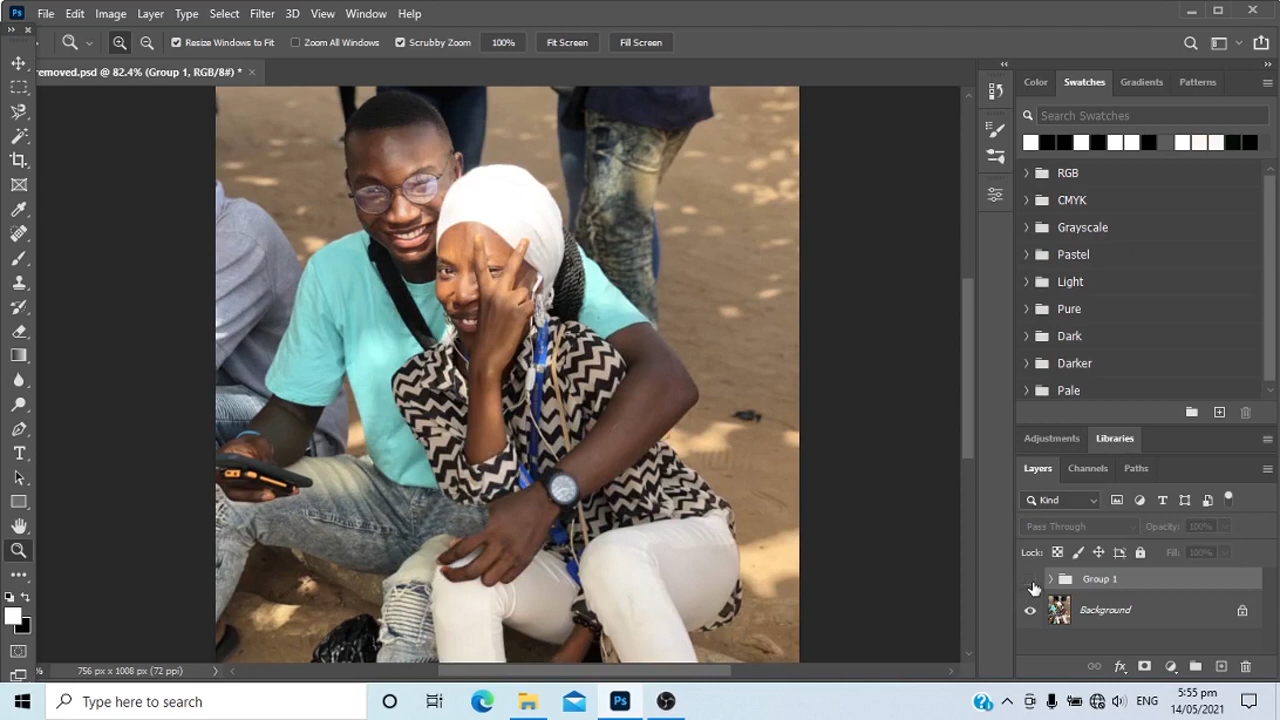 Ps File Edit Image Layer Type Select Filter 3D View Window Help
Resize Windows to Fit Zoom All Windows Scrubby Zoom 100% Fit Screen Fill Screen
emoved.psd @ 82.4% (Group 1, RGB/8#) *
Color Swatches Gradients Patterns
Search Swatches
RGB
CMYK
Grayscale
Pastel
Light
Pure
Dark
Darker
Pale
Adjustments Libraries
Layers Channels Paths
Kind
Pass Through Opacity: 100%
Lock: Fill: 100%
Group 1
Background
% 756 px x 1008 px (72 ppi)
Type here to search
Ps
ENG
5:55 pm
14/05/2021